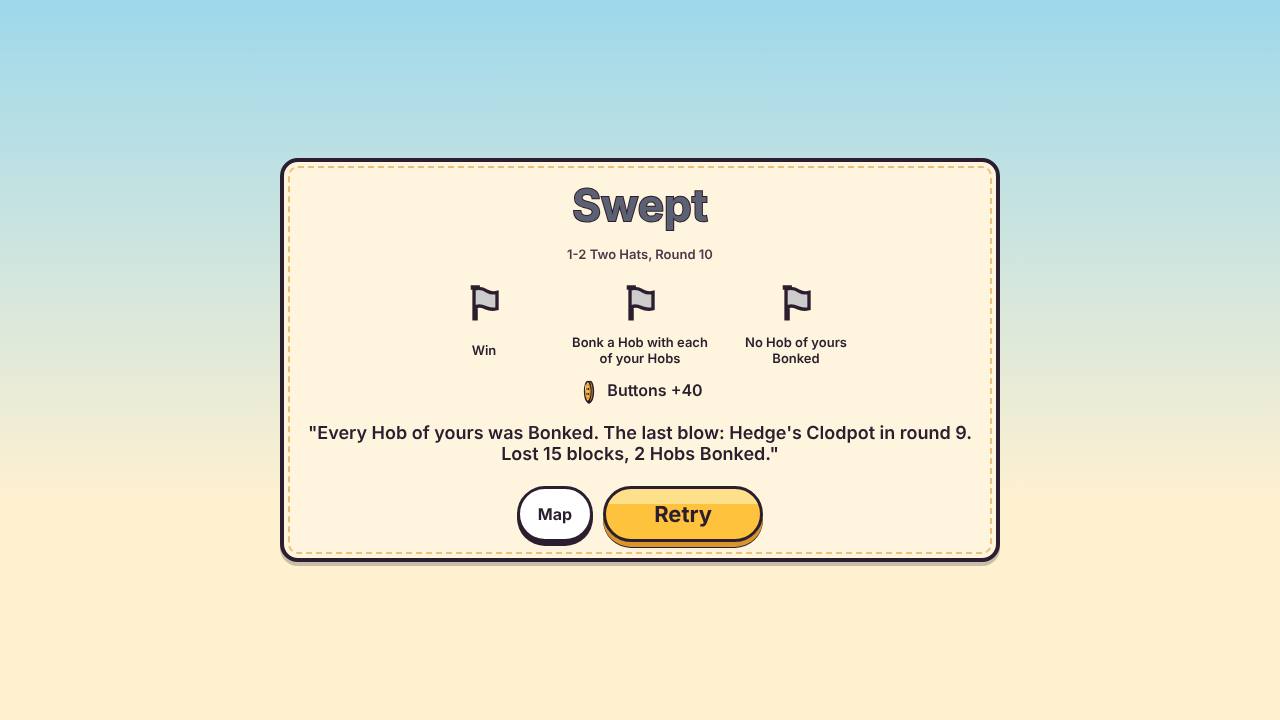 Swept
1-2 Two Hats, Round 10
Win
Bonk a Hob with each
of your Hobs
No Hob of yours
Bonked
Buttons +40
"Every Hob of yours was Bonked. The last blow: Hedge's Clodpot in round 9.
Lost 15 blocks, 2 Hobs Bonked."
Map
Retry